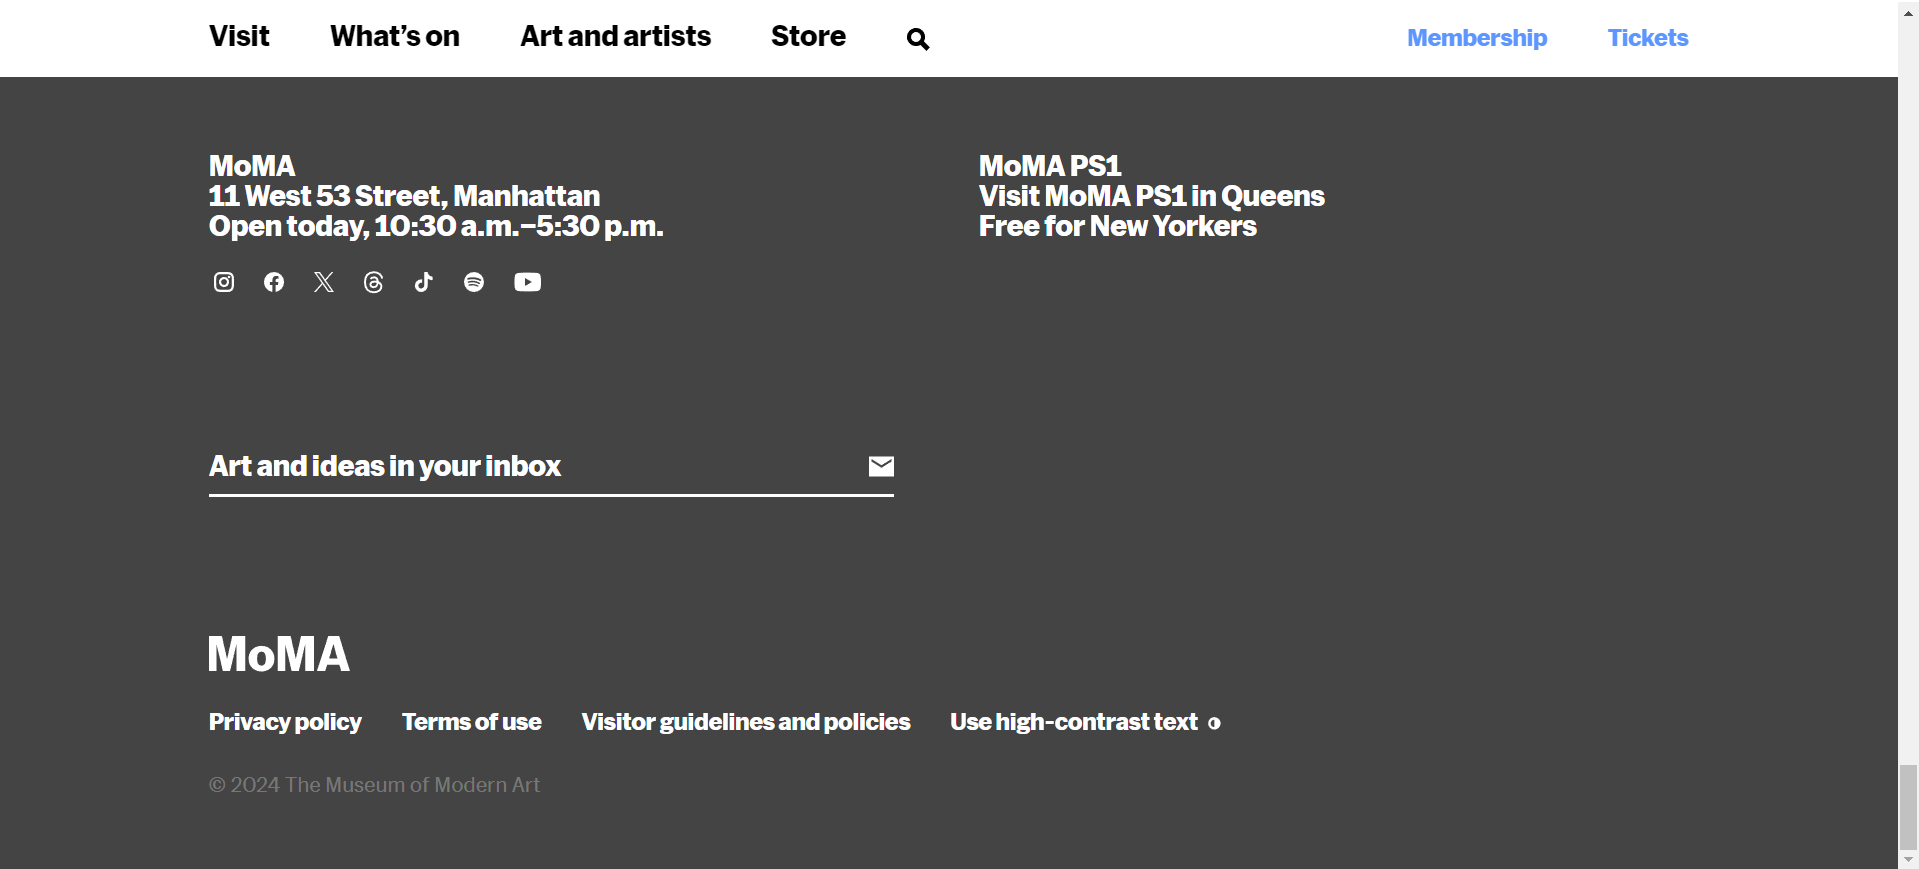 Visit What’s on Art and artists Store Membership Tickets
MoMA
11 West 53 Street, Manhattan
Open today, 10:30 a.m.–5:30 p.m.
MoMA PS1
Visit MoMA PS1 in Queens
Free for New Yorkers
Art and ideas in your inbox
MoMA
Privacy policy Terms of use Visitor guidelines and policies Use high-contrast text
© 2024 The Museum of Modern Art